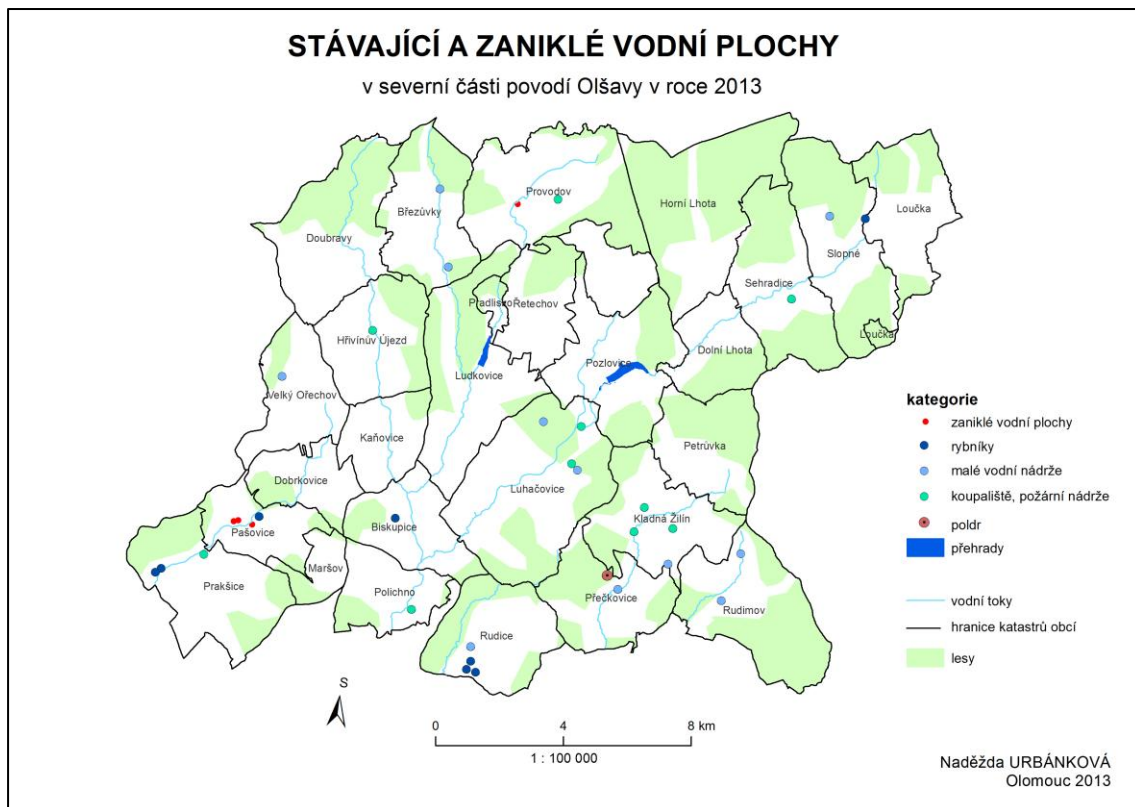 STÁVAJÍCÍ A ZANIKLÉ VODNÍ PLOCHY
v severní části povodí Olšavy v roce 2013
Provodov
Březůvky
Horní Lhota
Loučka
Doubravy
Slopné
Sehradice
Pradlisko
Řetechov
Hřivínův Újezd
Loučka
Dolní Lhota
Pozlovice
Ludkovice
Velký Ořechov
Kaňovice
Petrůvka
Dobrkovice
Luhačovice
Kladná Žilín
Biskupice
Pašovice
Maršov
Prakšice
Polichno
Přečkovice
Rudimov
Rudice
kategorie
zaniklé vodní plochy
rybníky
malé vodní nádrže
koupaliště, požární nádrže
poldr
přehrady
vodní toky
hranice katastrů obcí
lesy
S
0 4 8 km
1 : 100 000
Naděžda URBÁNKOVÁ
Olomouc 2013